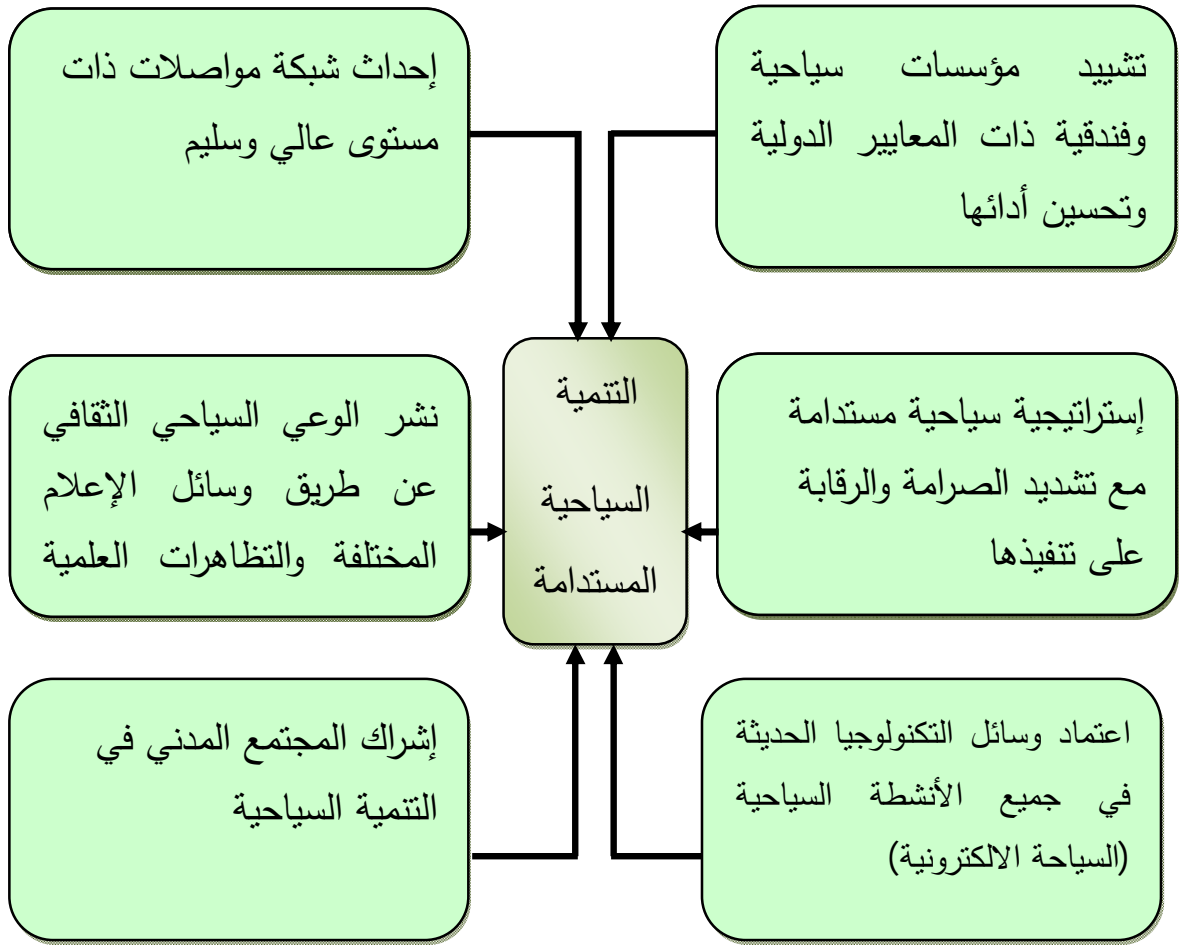 تشييد مؤسسات سياحية
وفندقية ذات المعايير الدولية
وتحسين أدائها
إحداث شبكة مواصلات ذات
مستوى عالي وسليم
إستراتيجية سياحية مستدامة
مع تشديد الصرامة والرقابة
على تنفيذها
التنمية
السياحية
المستدامة
نشر الوعي السياحي الثقافي
عن طريق وسائل الإعلام
المختلفة والتظاهرات العلمية
اعتماد وسائل التكنولوجيا الحديثة
في جميع الأنشطة السياحية
(السياحة الالكترونية)
إشراك المجتمع المدني في
التنمية السياحية